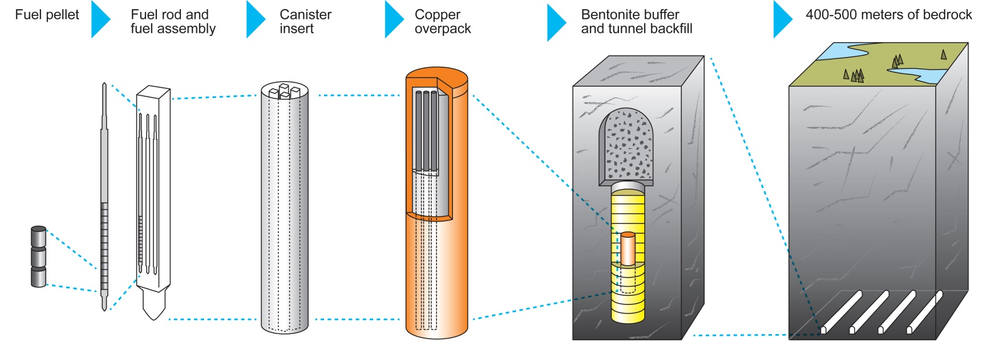 Fuel pellet
Fuel rod and
fuel assembly
Canister
insert
Copper
overpack
Bentonite buffer
and tunnel backfill
400-500 meters of bedrock